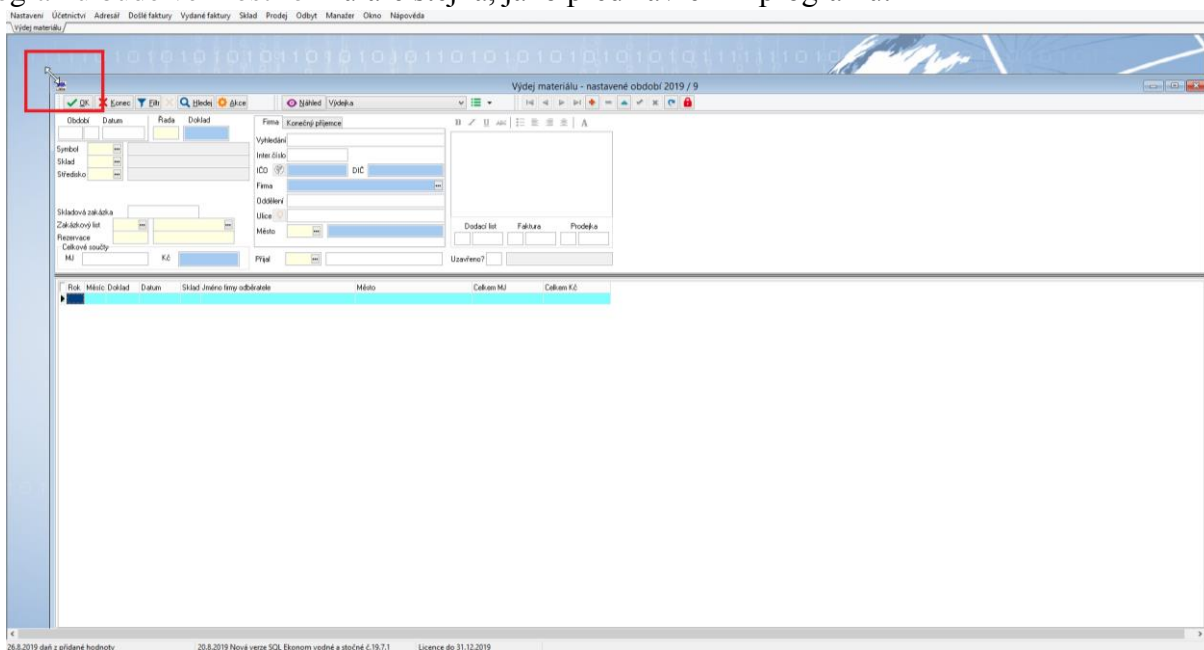 Nastavení Účetnictví Adresář Došlé faktury Vydané faktury Sklad Prodej Odbyt Manažer Okno Nápověda
Výdej materiálu
Výdej materiálu - nastavené období 2019 / 9
OK Konec Filtr Hledej Akce Náhled Výdejka
Období Datum Řada Doklad Firma Konečný příjemce B I U ABC A
Vyhledání
Symbol Inter.číslo
Sklad IČO DIČ
Středisko Firma
Oddělení
Skladová zakázka Ulice
Zakázkový list Město Dodací list Faktura Prodejka
Rezervace
Celkové součty
MJ Kč Přijal Uzavřeno?
Rok Měsíc Doklad Datum Sklad Jméno firmy odběratele Město Celkem MJ Celkem Kč
26.8.2019 daň z přidané hodnoty 20.8.2019 Nová verze SQL Ekonom vodné a stočné č.19.7.1 Licence do 31.12.2019